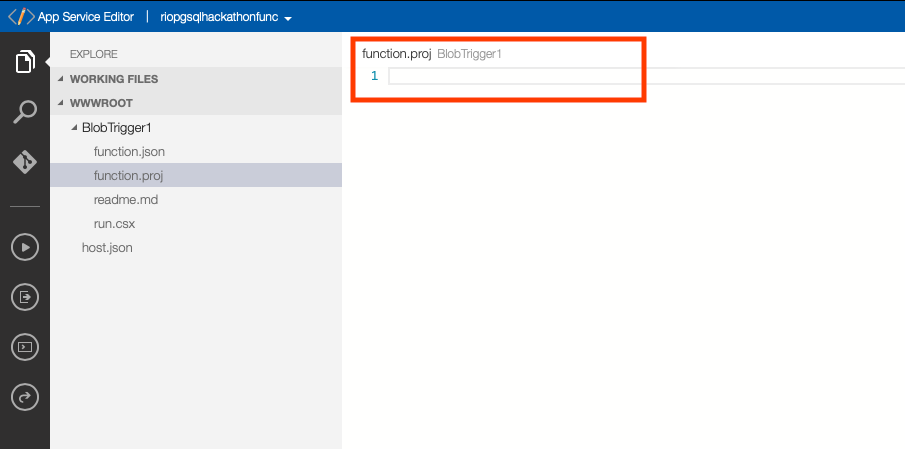 App Service Editor | riopgsqlhackathonfunc
EXPLORE
WORKING FILES
WWWROOT
BlobTrigger1
function.json
function.proj
readme.md
run.csx
host.json
function.proj BlobTrigger1
1